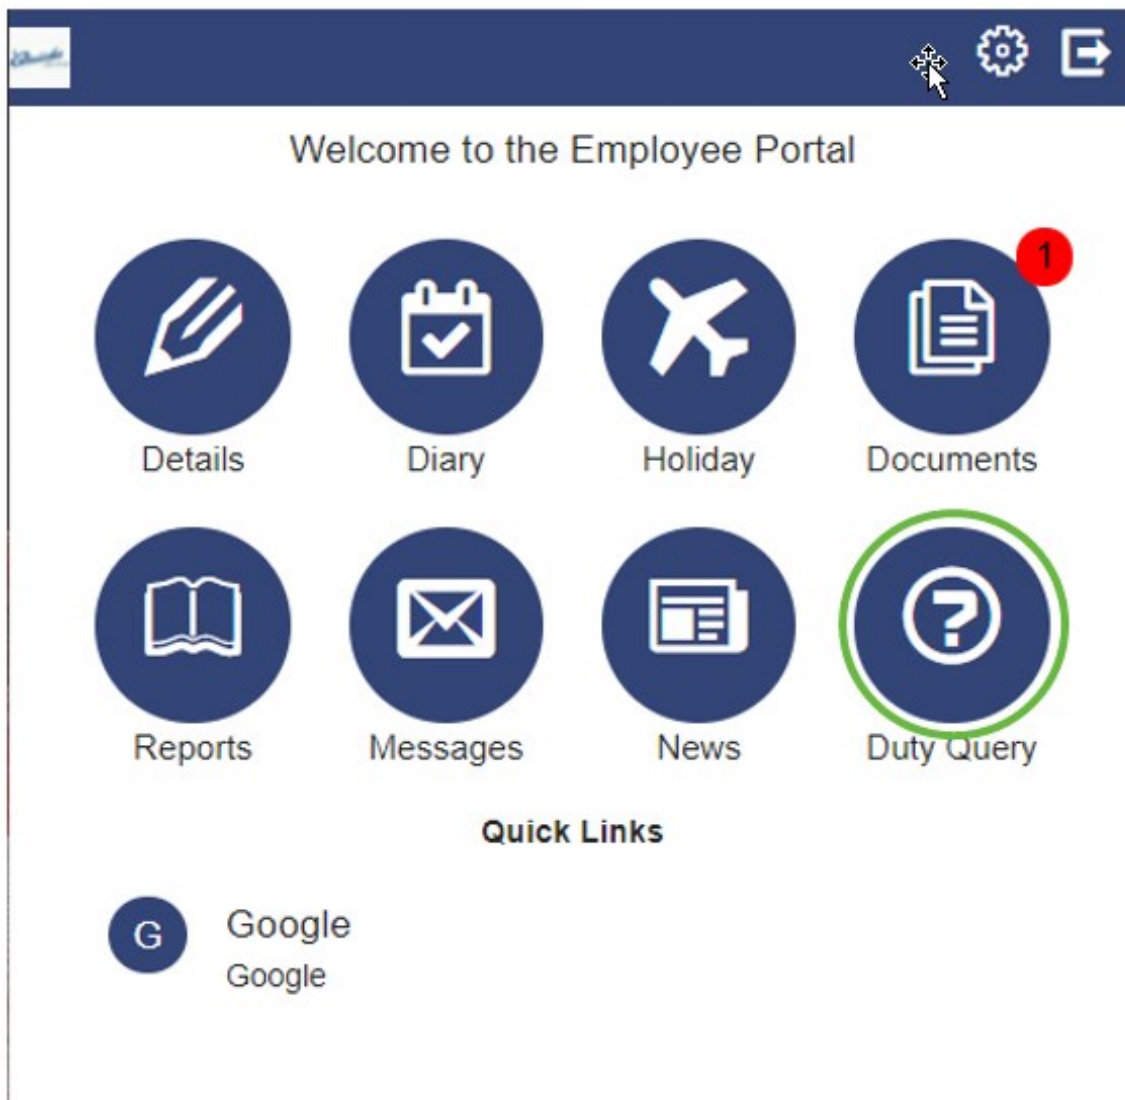 Welcome to the Employee Portal
1
Details Diary Holiday Documents
Reports Messages News Duty Query
Quick Links
G Google
Google